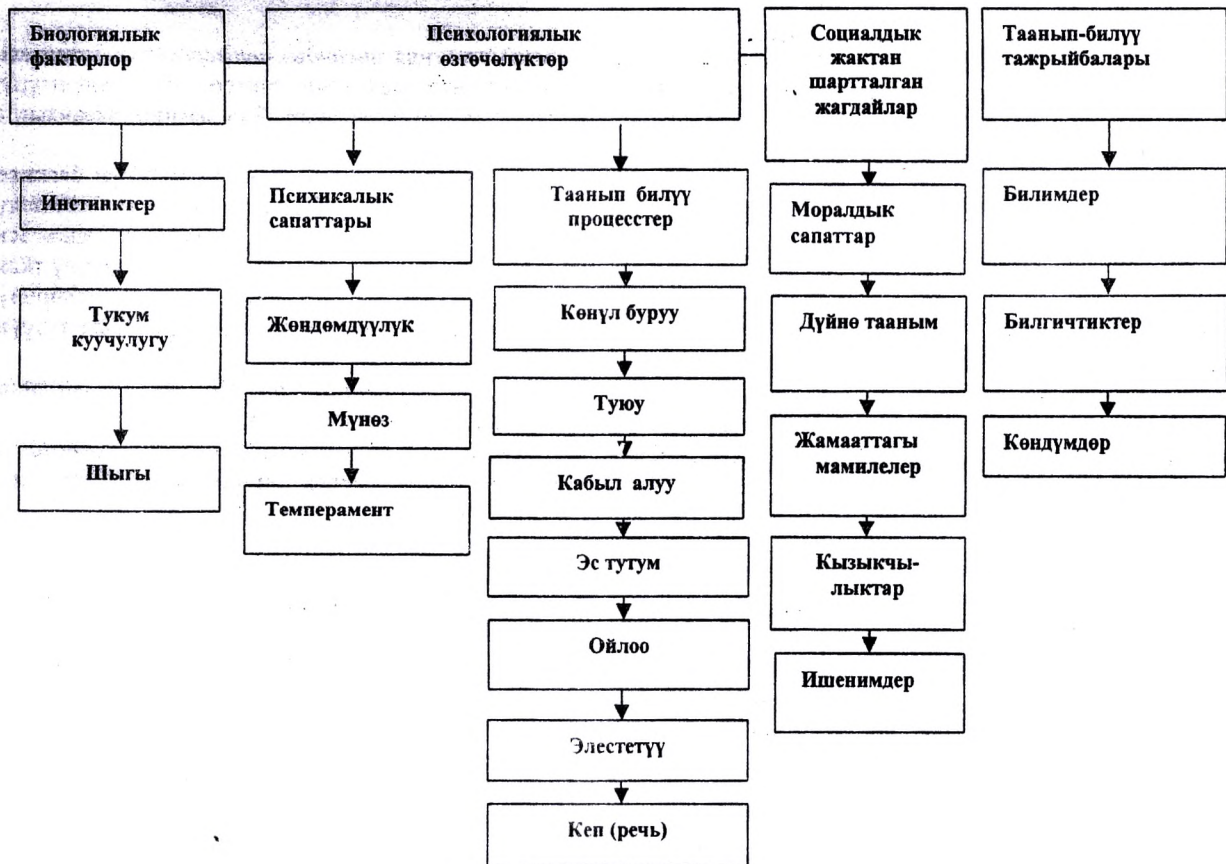 Биологиялык
факторлор
Психологиялык
өзгөчөлүктөр
Социалдык
жактан
шартталган
жагдайлар
Таанып-билүү
тажрыйбалары
Инстинктер
Тукум
куучулугу
Шыгы
Психикалык
сапаттары
Жөндөмдүүлүк
Мүнөз
Темперамент
Таанып билүү
процесстер
Көнүл буруу
Туюу
Кабыл алуу
Эс тутум
Ойлоо
Элестетүү
Кеп (речь)
Моралдык
сапаттар
Дүйнө тааным
Жамааттагы
мамилелер
Кызыкчы-
лыктар
Ишенимдер
Билимдер
Билгичтиктер
Көндүмдөр